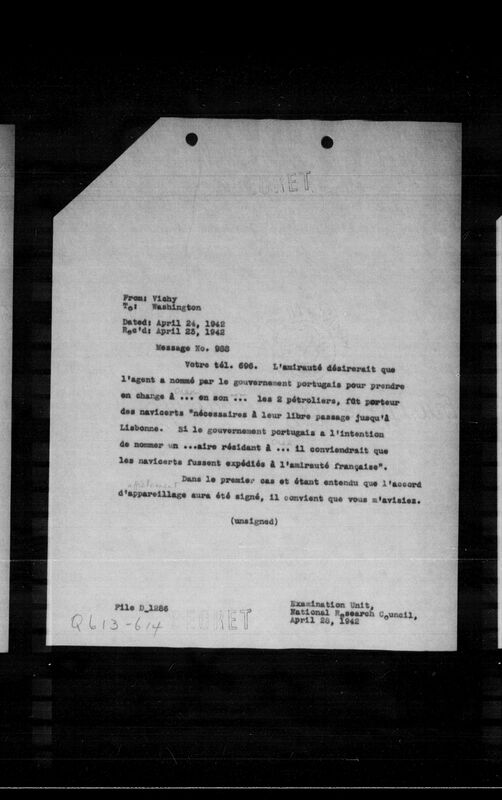 SECRET
From: Vichy
To: Washington
Dated: April 24, 1942
Rec'd: April 25, 1942
Message No. 988
Votre tél. 696. L'amirauté désirerait que
l'agent a nommé par le gouvernement portugais pour prendre
en change à ... en son ... les 2 pétroliers, fût porteur
des navicerts "nécessaires à leur libre passage jusqu'à
Lisbonne. Si le gouvernement portugais a l'intention
de nommer un ...aire résidant à ... il conviendrait que
les navicerts fussent expédiés à l'amirauté française".
Dans le premier cas et étant entendu que l'accord
d'appareillage aura été signé, il convient que vous m'avisiez.
(unsigned)
File D-1286
Examination Unit,
National Research Council,
April 28, 1942
Q613-614
SECRET